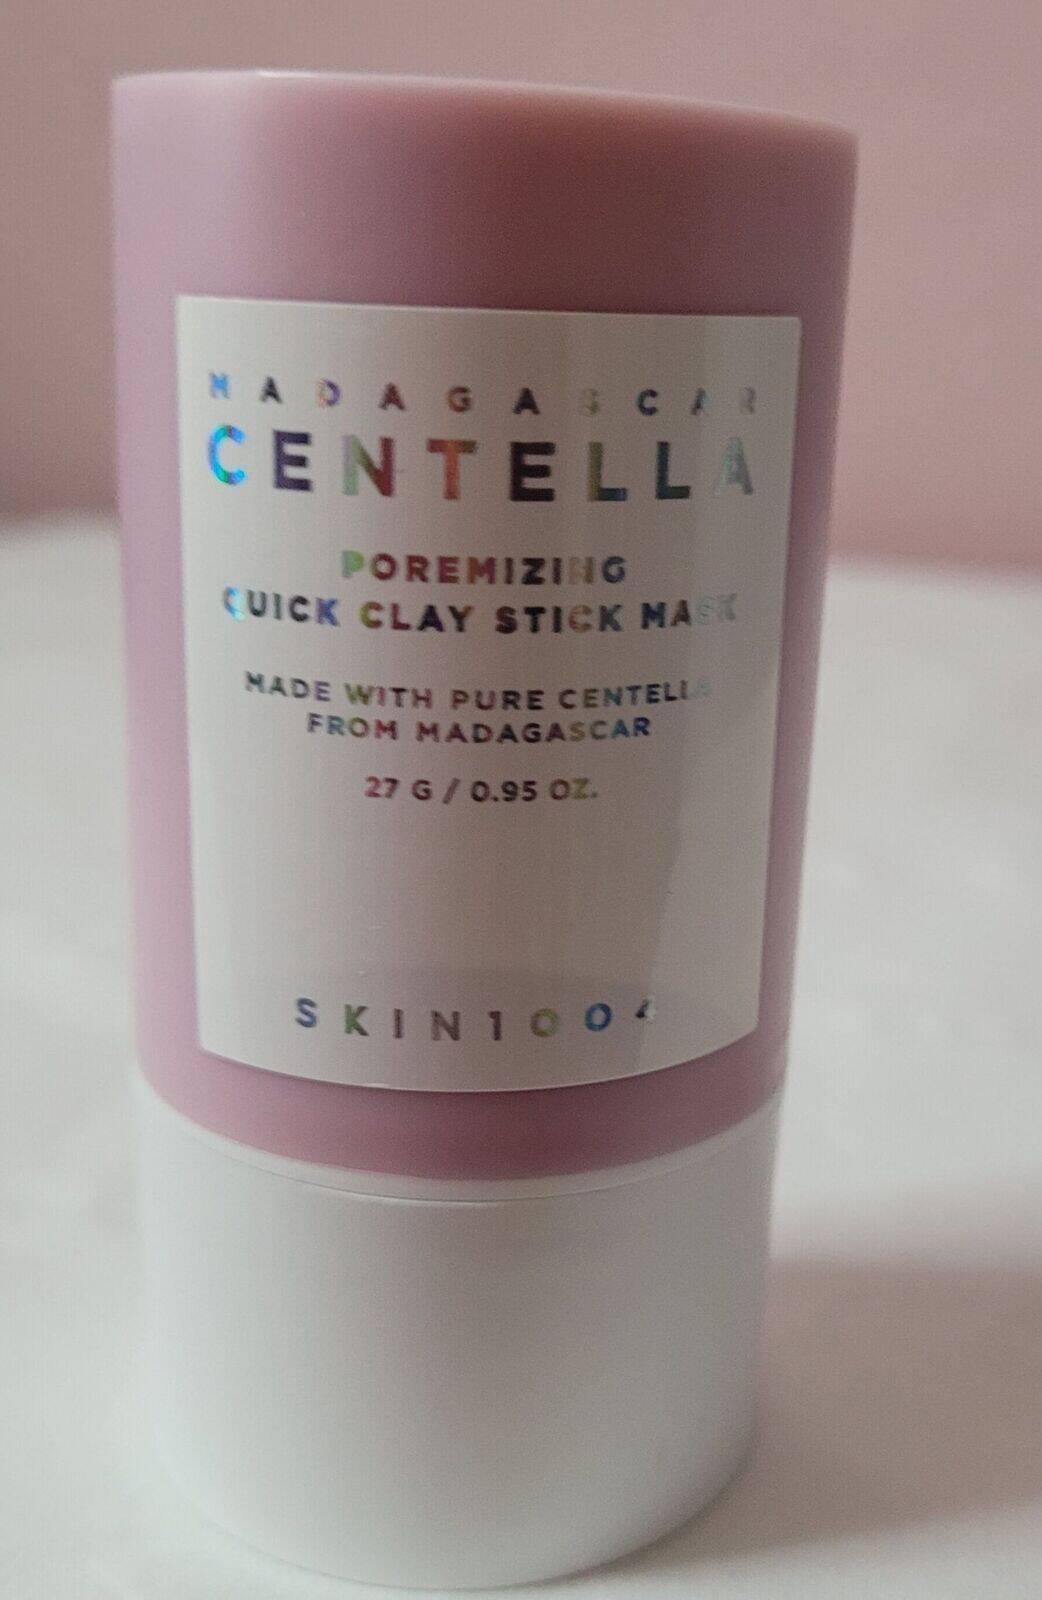 MADAGASCAR
CENTELLA
POREMIZING
QUICK CLAY STICK MASK
MADE WITH PURE CENTELLA
FROM MADAGASCAR
27 G / 0.95 OZ.
SKIN1004